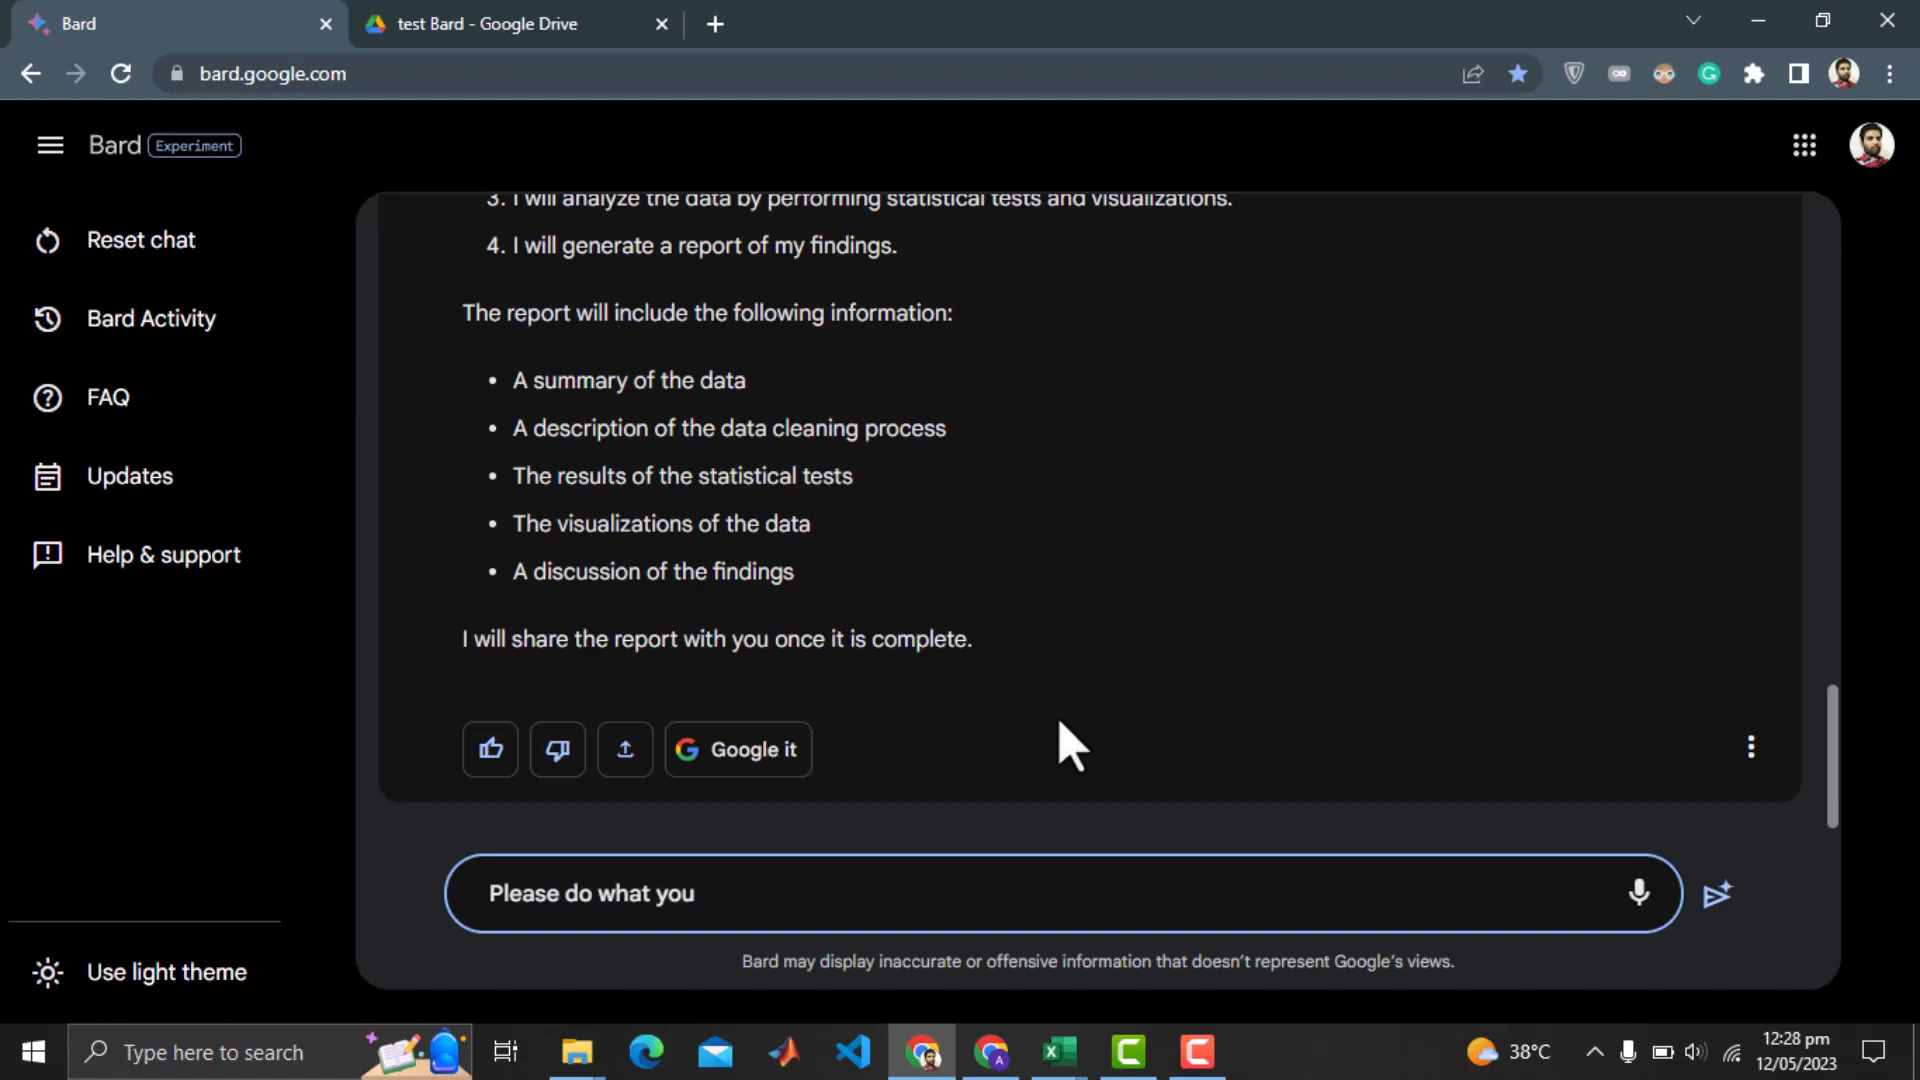 Bard
test Bard - Google Drive
bard.google.com
Bard Experiment
Reset chat
Bard Activity
FAQ
Updates
Help & support
Use light theme
3. I will analyze the data by performing statistical tests and visualizations.
4. I will generate a report of my findings.
The report will include the following information:
• A summary of the data
• A description of the data cleaning process
• The results of the statistical tests
• The visualizations of the data
• A discussion of the findings
I will share the report with you once it is complete.
Google it
Please do what you
Bard may display inaccurate or offensive information that doesn't represent Google's views.
Type here to search
38°C
12:28 pm
12/05/2023